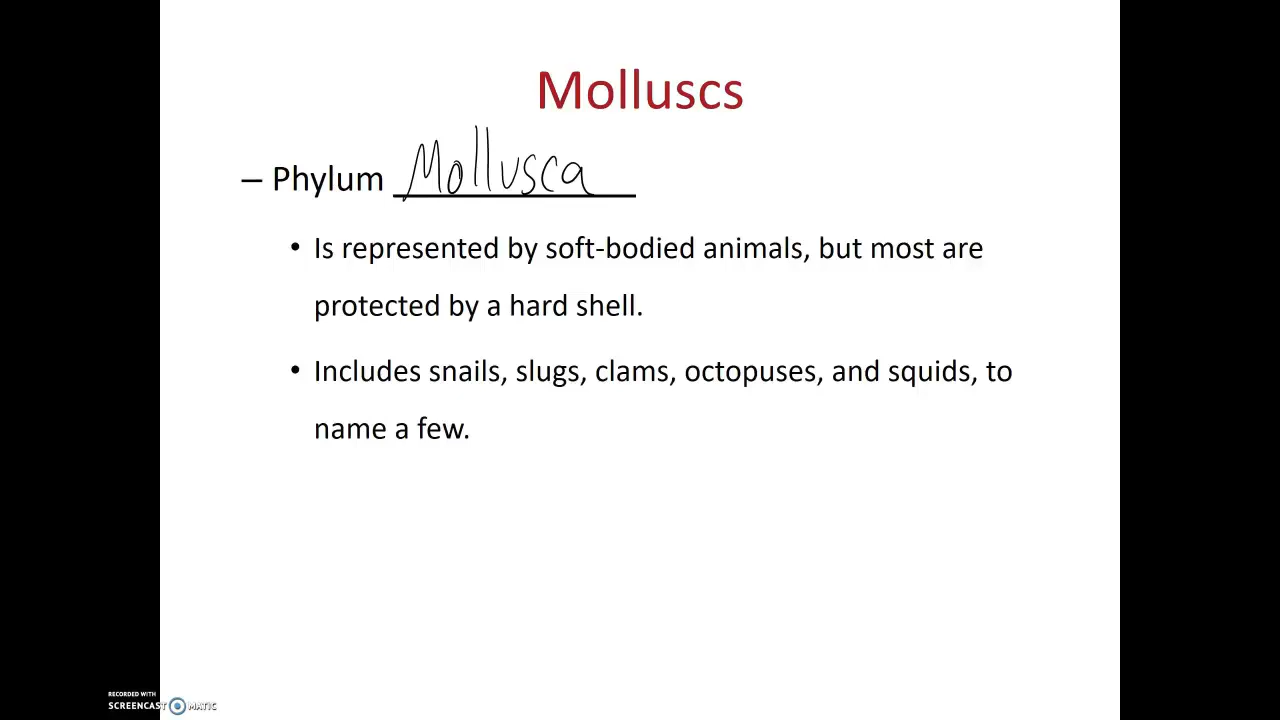 Molluscs
– Phylum Mollusca
• Is represented by soft-bodied animals, but most are
protected by a hard shell.
• Includes snails, slugs, clams, octopuses, and squids, to
name a few.
RECORDED WITH
SCREENCAST MATIC